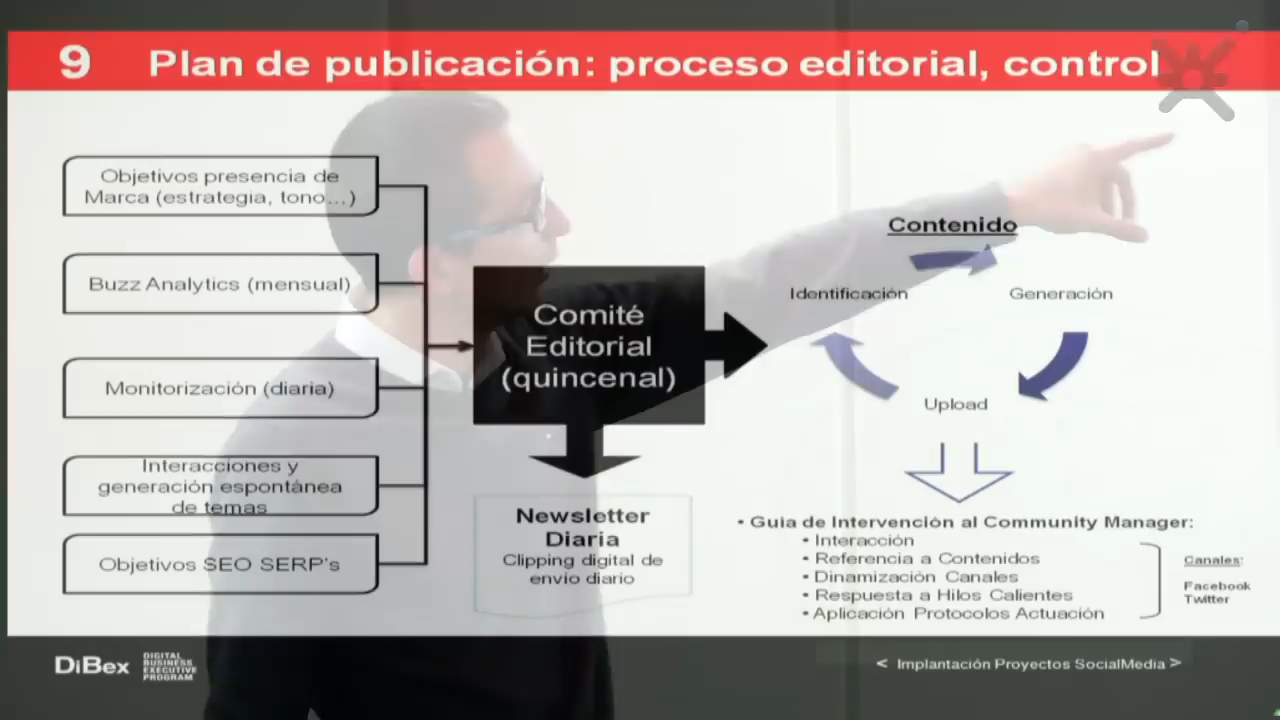 9 Plan de publicación: proceso editorial, control
Objetivos presencia de
Marca (estrategia, tono...)
Buzz Analytics (mensual)
Monitorización (diaria)
Interacciones y
generación espontánea
de temas
Objetivos SEO SERP's
Comité
Editorial
(quincenal)
Newsletter
Diaria
Clipping digital de
envío diario
Contenido
Identificación
Generación
Upload
• Guia de Intervención al Community Manager:
• Interacción
• Referencia a Contenidos
• Dinamización Canales
• Respuesta a Hilos Calientes
• Aplicación Protocolos Actuación
Canales:
Facebook
Twitter
DiBex
DIGITAL
BUSINESS
EXECUTIVE
PROGRAM
< Implantación Proyectos SocialMedia >